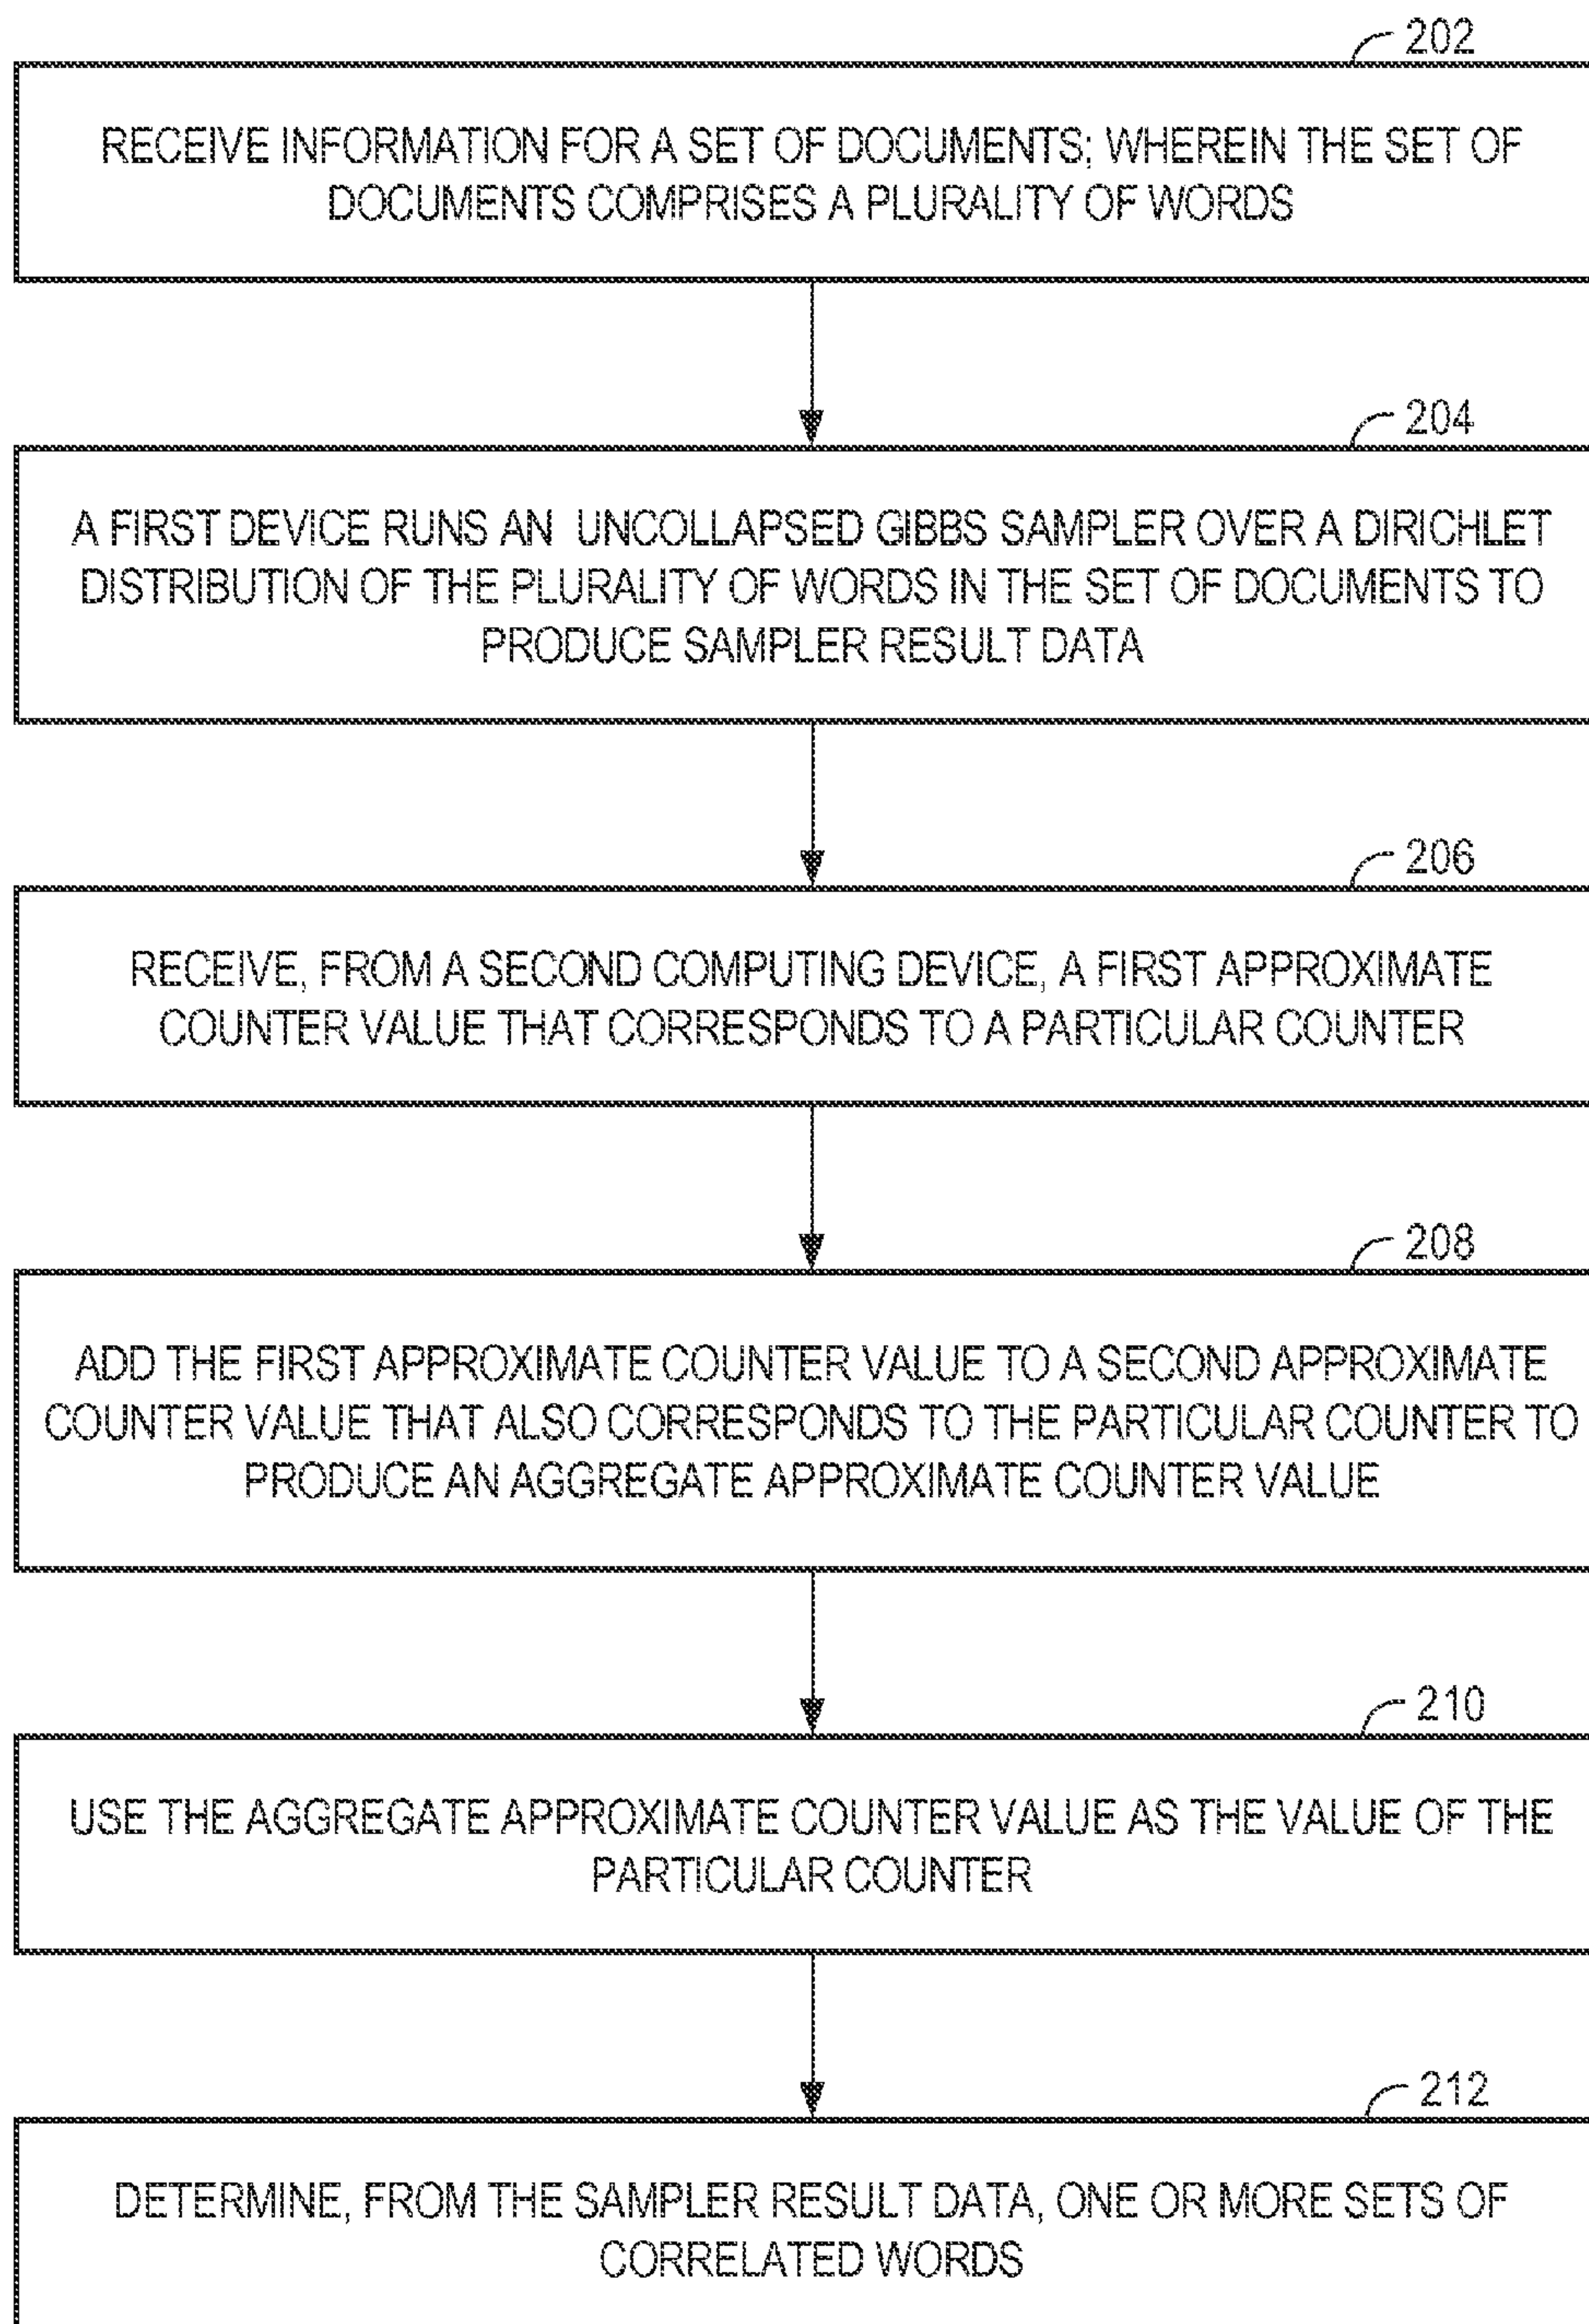 202
RECEIVE INFORMATION FOR A SET OF DOCUMENTS; WHEREIN THE SET OF
DOCUMENTS COMPRISES A PLURALITY OF WORDS
204
A FIRST DEVICE RUNS AN UNCOLLAPSED GIBBS SAMPLER OVER A DIRICHLET
DISTRIBUTION OF THE PLURALITY OF WORDS IN THE SET OF DOCUMENTS TO
PRODUCE SAMPLER RESULT DATA
206
RECEIVE, FROM A SECOND COMPUTING DEVICE, A FIRST APPROXIMATE
COUNTER VALUE THAT CORRESPONDS TO A PARTICULAR COUNTER
208
ADD THE FIRST APPROXIMATE COUNTER VALUE TO A SECOND APPROXIMATE
COUNTER VALUE THAT ALSO CORRESPONDS TO THE PARTICULAR COUNTER TO
PRODUCE AN AGGREGATE APPROXIMATE COUNTER VALUE
210
USE THE AGGREGATE APPROXIMATE COUNTER VALUE AS THE VALUE OF THE
PARTICULAR COUNTER
212
DETERMINE, FROM THE SAMPLER RESULT DATA, ONE OR MORE SETS OF
CORRELATED WORDS